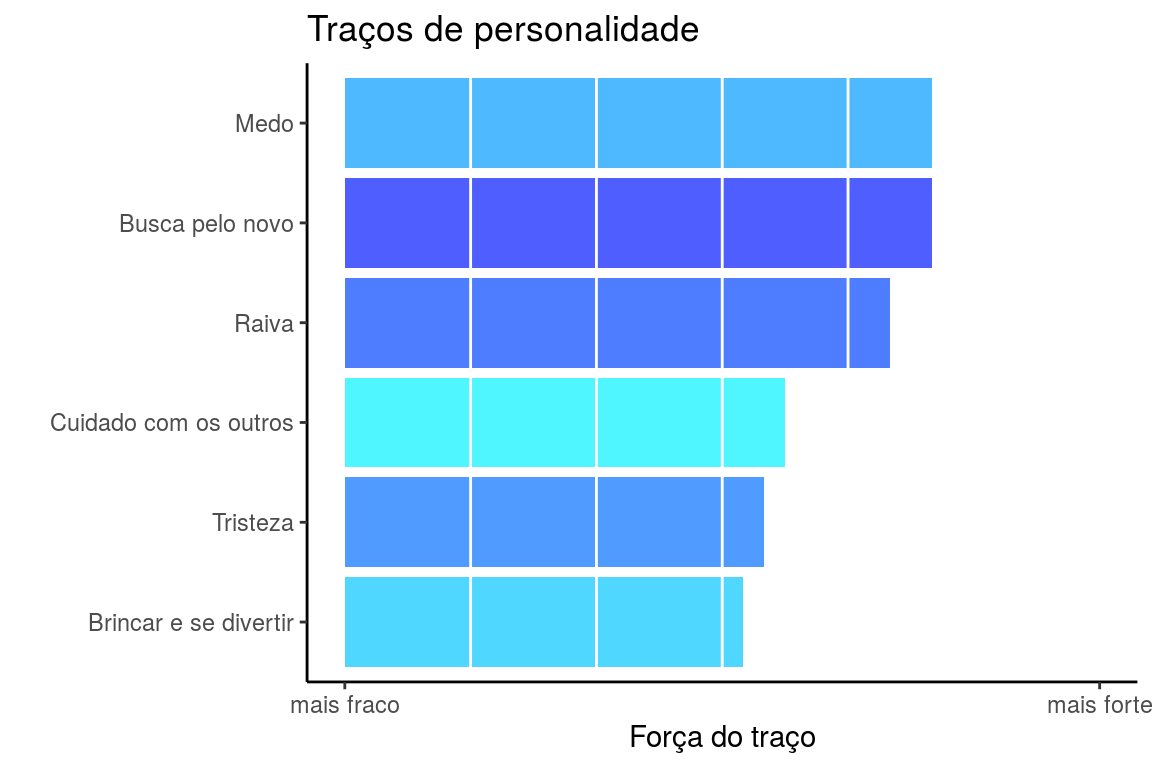 Traços de personalidade
Medo
Busca pelo novo
Raiva
Cuidado com os outros
Tristeza
Brincar e se divertir
mais fraco
mais forte
Força do traço